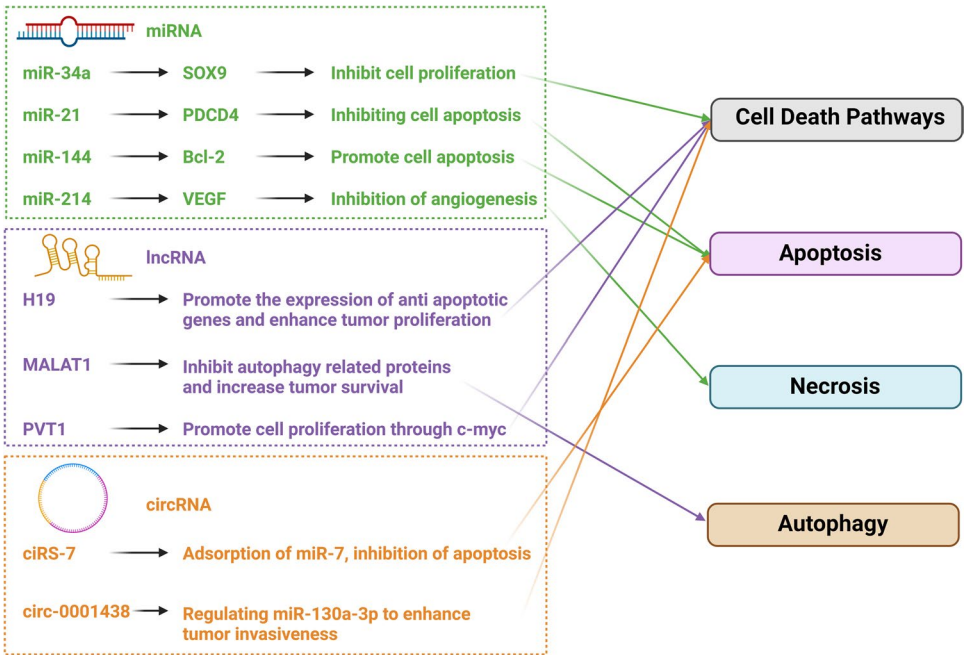 miRNA
miR-34a SOX9 Inhibit cell proliferation
miR-21 PDCD4 Inhibiting cell apoptosis
miR-144 Bcl-2 Promote cell apoptosis
miR-214 VEGF Inhibition of angiogenesis
lncRNA
H19 Promote the expression of anti apoptotic
genes and enhance tumor proliferation
MALAT1 Inhibit autophagy related proteins
and increase tumor survival
PVT1 Promote cell proliferation through c-myc
circRNA
ciRS-7 Adsorption of miR-7, inhibition of apoptosis
circ-0001438 Regulating miR-130a-3p to enhance
tumor invasiveness
Cell Death Pathways
Apoptosis
Necrosis
Autophagy